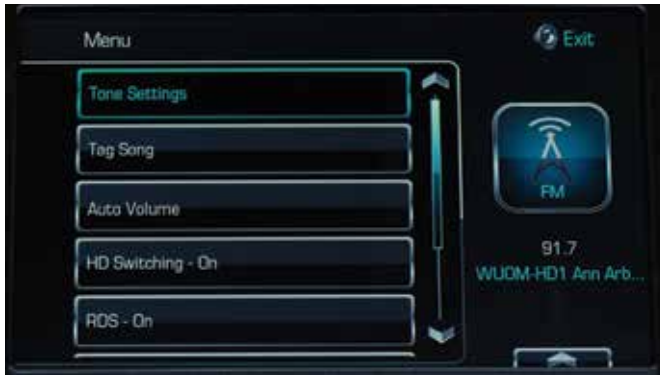 Menu
Exit
Tone Settings
Tag Song
Auto Volume
HD Switching - On
RDS - On
FM
91.7
WUOM-HD1 Ann Arb...